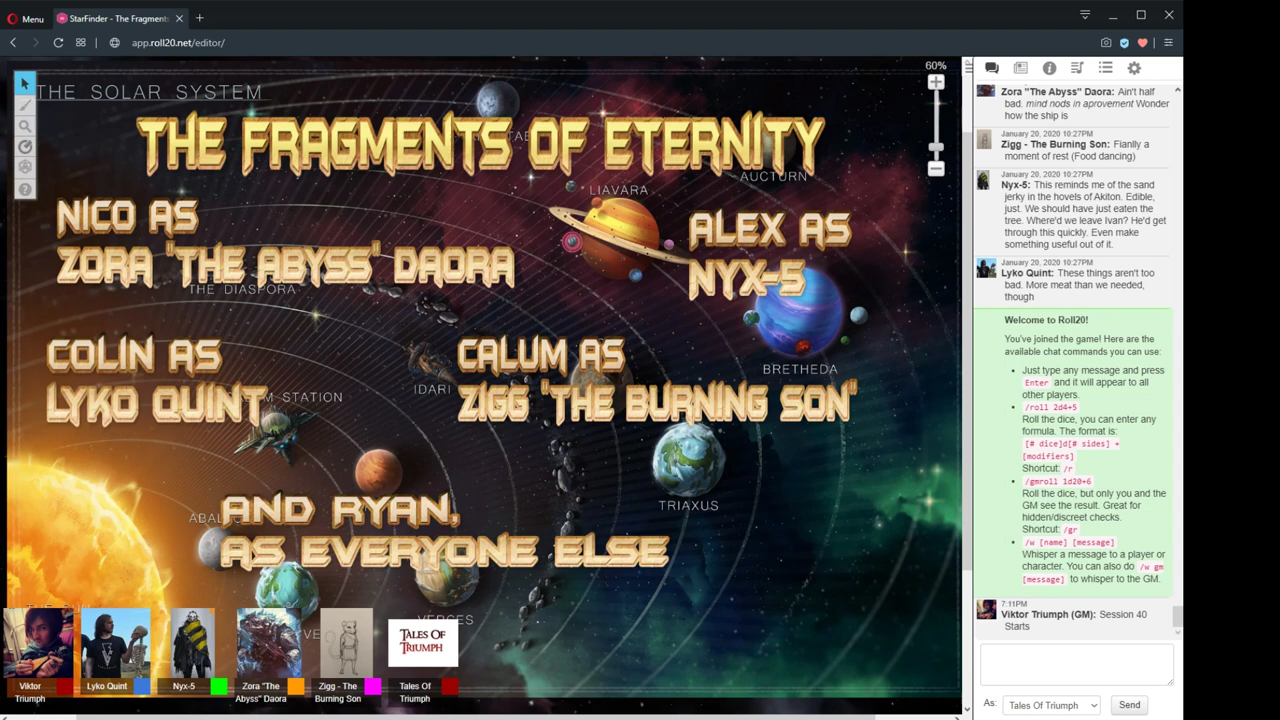 Menu
StarFinder - The Fragments
app.roll20.net/editor/
60%
THE SOLAR SYSTEM
THE FRAGMENTS OF ETERNITY
AUCTURN
LIAVARA
NICO AS
ZORA "THE ABYSS" DAORA
ALEX AS
NYX-5
THE DIASPORA
BRETHEDA
COLIN AS
LYKO QUINT
CALUM AS
ZIGG "THE BURNING SON"
IDARI
M STATION
TRIAXUS
AND RYAN,
AS EVERYONE ELSE
VERCES
TALES OF
TRIUMPH
Viktor
Triumph
Lyko Quint
Nyx-5
Zora "The
Abyss" Daora
Zigg - The
Burning Son
Tales Of
Triumph
Zora "The Abyss" Daora: Ain't half
bad. mind nods in aprovement Wonder
how the ship is
January 20, 2020 10:27PM
Zigg - The Burning Son: Fianlly a
moment of rest (Food dancing)
January 20, 2020 10:27PM
Nyx-5: This reminds me of the sand
jerky in the hovels of Akiton. Edible,
just. We should have just eaten the
tree. Where'd we leave Ivan? He'd get
through this quickly. Even make
something useful out of it.
January 20, 2020 10:27PM
Lyko Quint: These things aren't too
bad. More meat than we needed,
though
Welcome to Roll20!
You've joined the game! Here are the
available chat commands you can use:
Just type any message and press
Enter and it will appear to all
other players.
/roll 2d4+5
Roll the dice, you can enter any
formula. The format is:
[# dice]d[# sides] +
[modifiers]
Shortcut: /r
/gmroll 1d20+6
Roll the dice, but only you and the
GM see the result. Great for
hidden/discreet checks.
Shortcut: /gr
/w [name] [message]
Whisper a message to a player or
character. You can also do /w gm
[message] to whisper to the GM.
7:11PM
Viktor Triumph (GM): Session 40
Starts
As:
Tales Of Triumph
Send